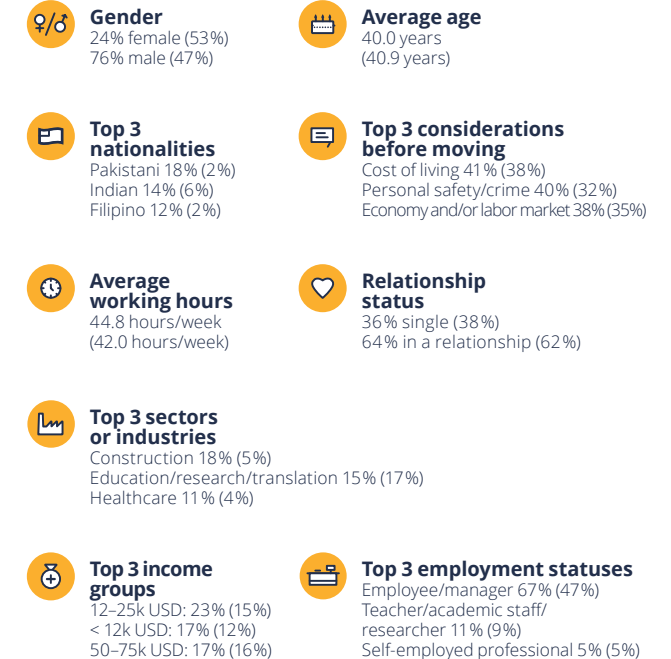 Gender
24% female (53%)
76% male (47%)
Average age
40.0 years
(40.9 years)
Top 3
nationalities
Pakistani 18% (2%)
Indian 14% (6%)
Filipino 12% (2%)
Top 3 considerations
before moving
Cost of living 41% (38%)
Personal safety/crime 40% (32%)
Economy and/or labor market 38% (35%)
Average
working hours
44.8 hours/week
(42.0 hours/week)
Relationship
status
36% single (38%)
64% in a relationship (62%)
Top 3 sectors
or industries
Construction 18% (5%)
Education/research/translation 15% (17%)
Healthcare 11% (4%)
Top 3 income
groups
12–25k USD: 23% (15%)
< 12k USD: 17% (12%)
50–75k USD: 17% (16%)
Top 3 employment statuses
Employee/manager 67% (47%)
Teacher/academic staff/
researcher 11% (9%)
Self-employed professional 5% (5%)